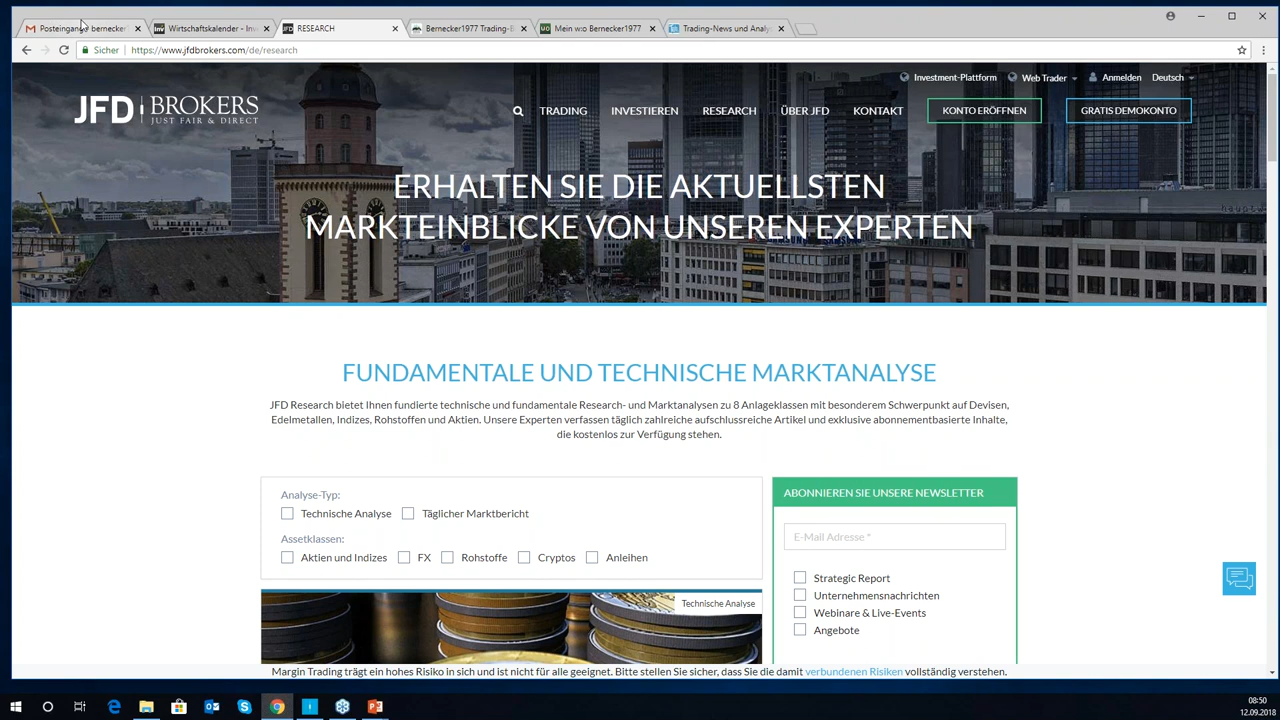 Posteingang bernecker
Wirtschaftskalender - Inv
RESEARCH
Bernecker1977 Trading-
Mein w:o Bernecker1977
Trading-News und Analy
Sicher
https://www.jfdbrokers.com/de/research
Investment-Plattform
Web Trader
Anmelden
Deutsch
JFD BROKERS
JUST FAIR & DIRECT
TRADING
INVESTIEREN
RESEARCH
ÜBER JFD
KONTAKT
KONTO ERÖFFNEN
GRATIS DEMOKONTO
ERHALTEN SIE DIE AKTUELLSTEN
MARKTEINBLICKE VON UNSEREN EXPERTEN
FUNDAMENTALE UND TECHNISCHE MARKTANALYSE
JFD Research bietet Ihnen fundierte technische und fundamentale Research- und Marktanalysen zu 8 Anlageklassen mit besonderem Schwerpunkt auf Devisen,
Edelmetallen, Indizes, Rohstoffen und Aktien. Unsere Experten verfassen täglich zahlreiche aufschlussreiche Artikel und exklusive abonnementbasierte Inhalte,
die kostenlos zur Verfügung stehen.
Analyse-Typ:
Technische Analyse
Täglicher Marktbericht
Assetklassen:
Aktien und Indizes
FX
Rohstoffe
Cryptos
Anleihen
Technische Analyse
ABONNIEREN SIE UNSERE NEWSLETTER
E-Mail Adresse *
Strategic Report
Unternehmensnachrichten
Webinare & Live-Events
Angebote
Margin Trading trägt ein hohes Risiko in sich und ist nicht für alle geeignet. Bitte stellen Sie sicher, dass Sie die damit verbundenen Risiken vollständig verstehen.
08:50
12.09.2018